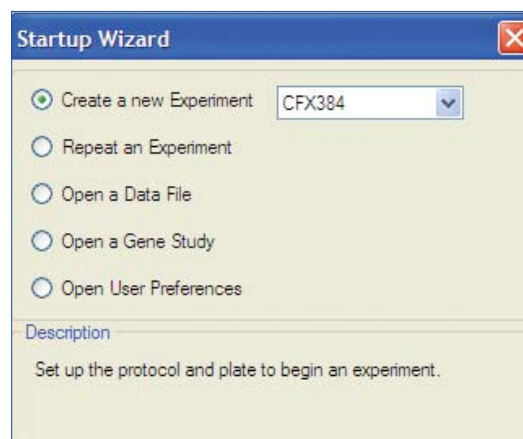 Startup Wizard
Create a new Experiment CFX384
Repeat an Experiment
Open a Data File
Open a Gene Study
Open User Preferences
Description
Set up the protocol and plate to begin an experiment.